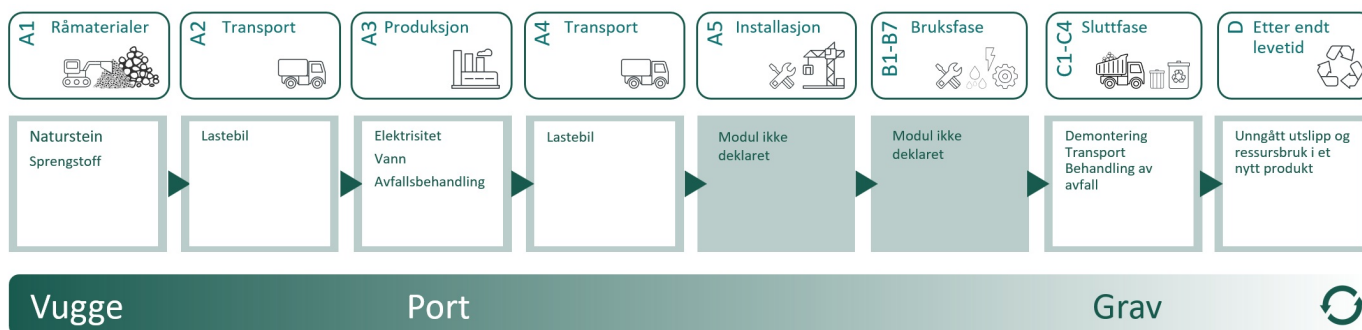 A1 Råmaterialer
A2 Transport
A3 Produksjon
A4 Transport
A5 Installasjon
B1-B7 Bruksfase
C1-C4 Sluttfase
D Etter endt
levetid
Naturstein
Sprengstoff
Lastebil
Elektrisitet
Vann
Avfallsbehandling
Lastebil
Modul ikke
deklaret
Modul ikke
deklaret
Demontering
Transport
Behandling av
avfall
Unngått utslipp og
ressursbruk i et
nytt produkt
Vugge
Port
Grav